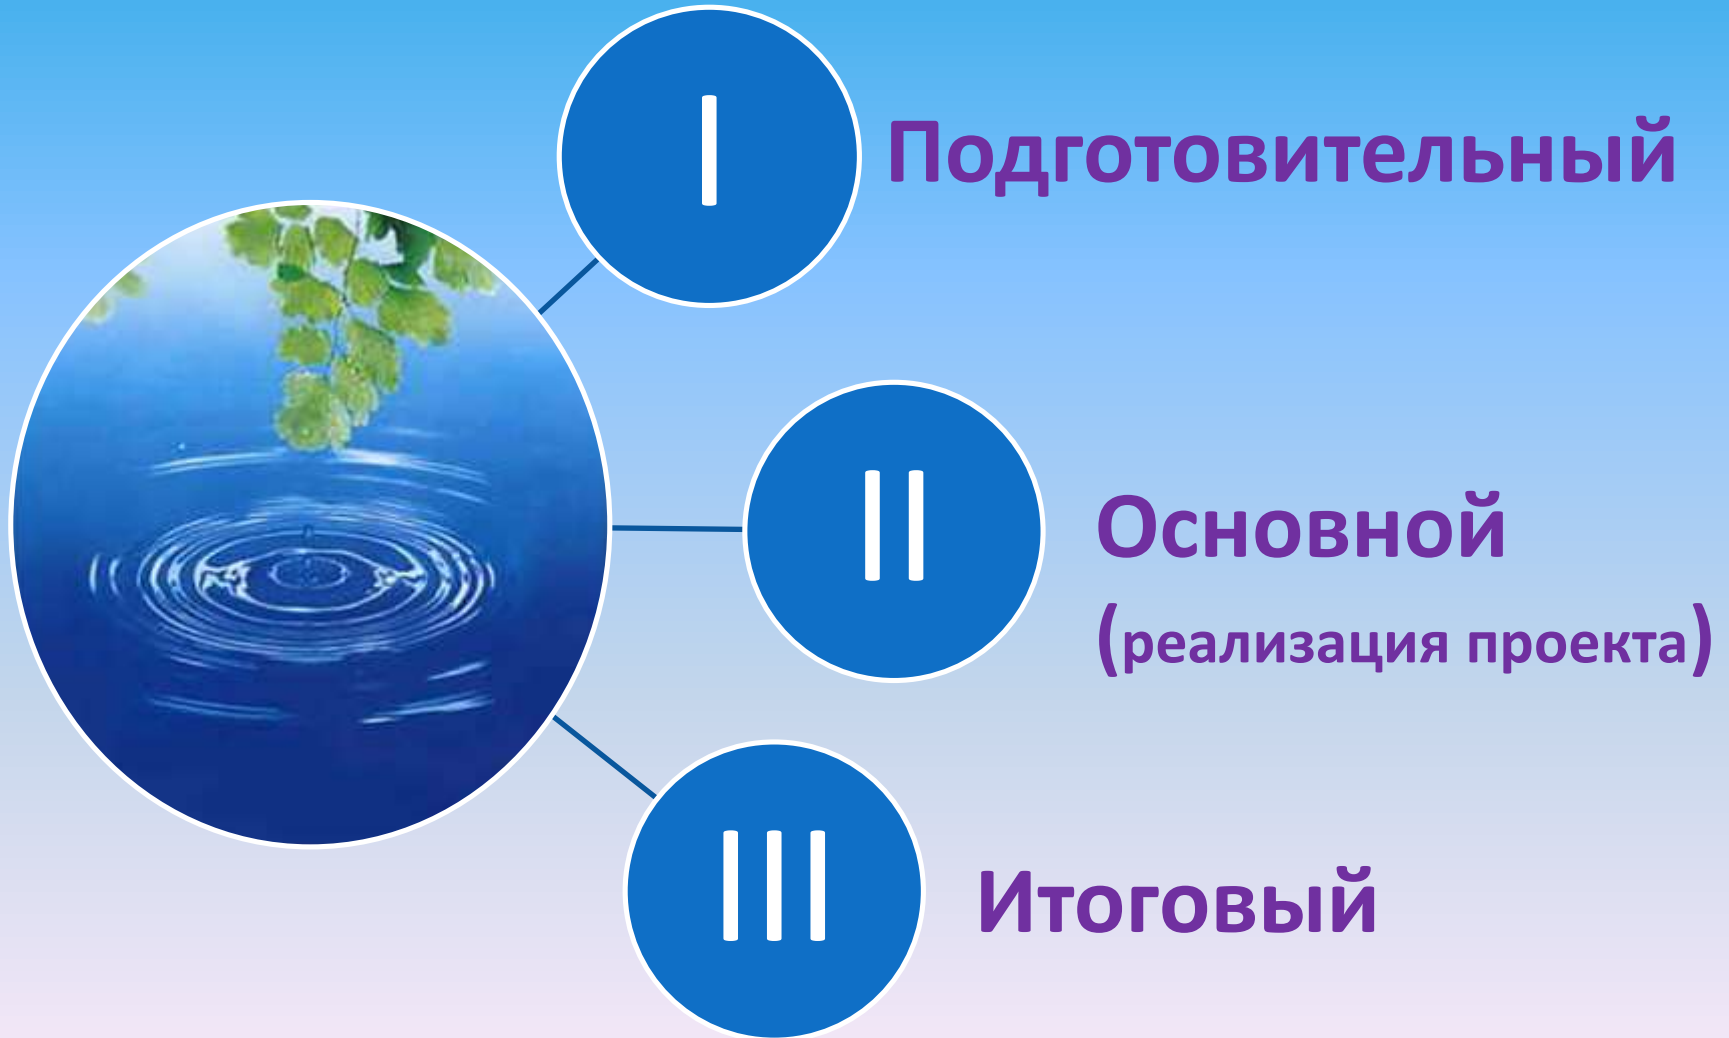 I
Подготовительный
II
Основной
(реализация проекта)
III
Итоговый